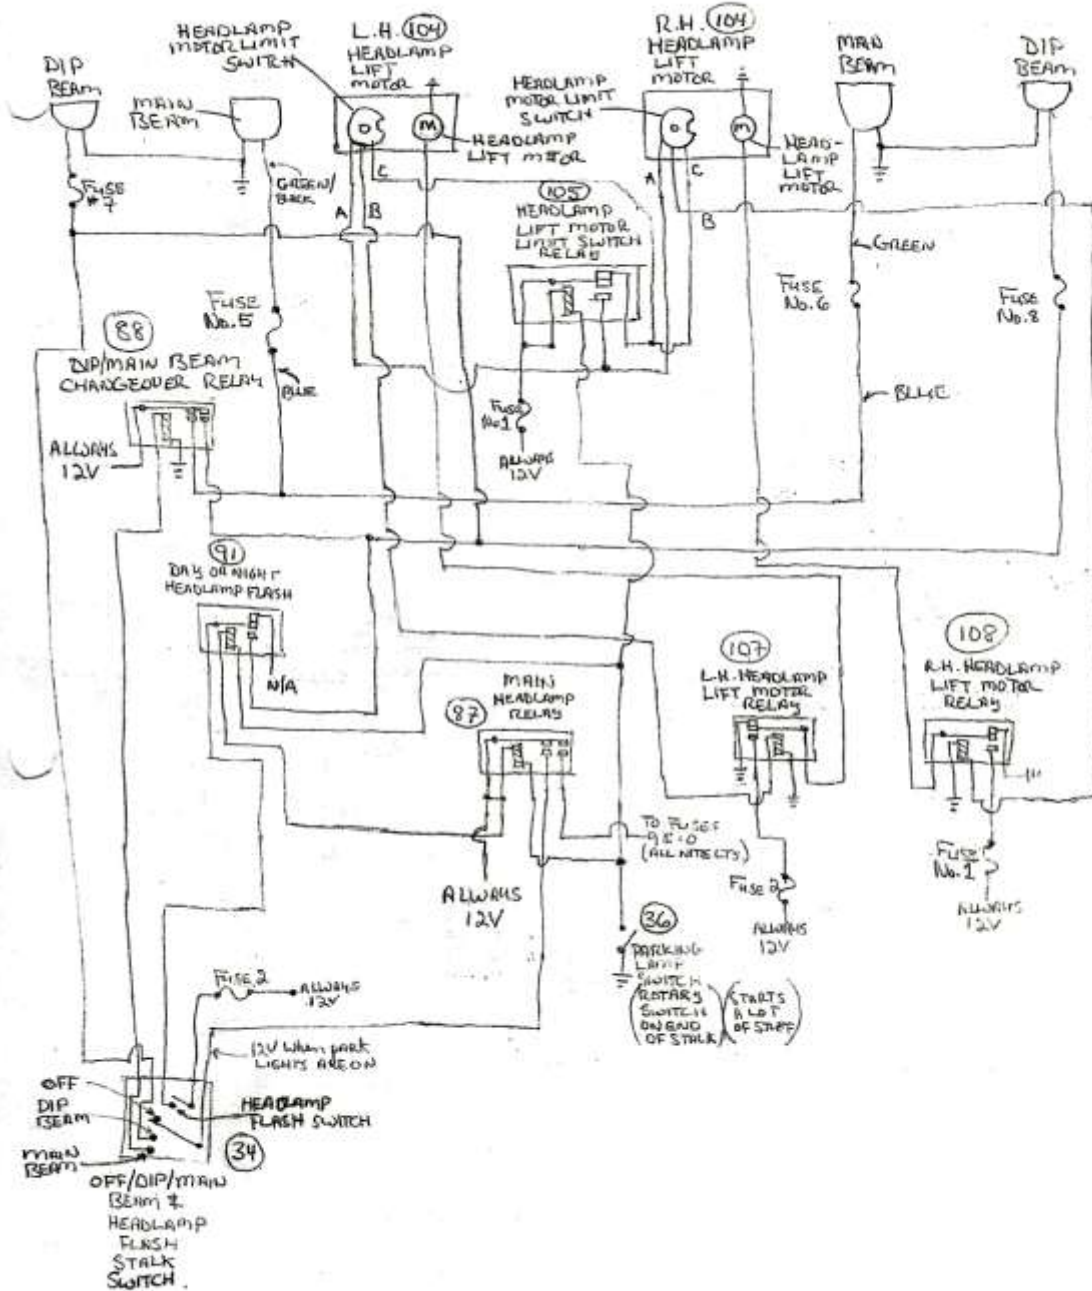 HEADLAMP
MOTOR LIMIT
SWITCH
L.H. 104
HEADLAMP
LIFT
MOTOR
R.H. 104
HEADLAMP
LIFT
MOTOR
MAIN
BEAM
DIP
BEAM
DIP
BEAM
MAIN
BEAM
HEADLAMP
MOTOR LIMIT
SWITCH
M
M
HEADLAMP
LIFT MOTOR
HEAD-
LAMP
LIFT
MOTOR
FUSE
#7
GREEN/
BLACK
A
B
C
105
HEADLAMP
LIFT MOTOR
LIMIT SWITCH
RELAY
A
C
B
GREEN
FUSE
No.5
FUSE
No.6
FUSE
No.8
88
DIP/MAIN BEAM
CHANGEOVER RELAY
BLUE
BLUE
FUSE
No.1
ALWAYS
12V
ALLWAYS
12V
91
DAY OR NIGHT
HEADLAMP FLASH
N/A
MAIN
HEADLAMP
RELAY
87
107
L.H. HEADLAMP
LIFT MOTOR
RELAY
108
R.H. HEADLAMP
LIFT MOTOR
RELAY
TO FUSES
(ALL NITE LTS)
ALWAYS
12V
FUSE 2
ALWAYS
12V
FUSE
No.1
ALWAYS
12V
36
PARKING
LAMP
SWITCH
(ROTARY
SWITCH
ON END
OF STALK)
(STARTS
A LOT
OF STUFF)
FUSE 2
ALWAYS
12V
12V when park
LIGHTS ARE ON
OFF
DIP
BEAM
MAIN
BEAM
HEADLAMP
FLASH SWITCH
34
OFF/DIP/MAIN
BEAM &
HEADLAMP
FLASH
STALK
SWITCH.